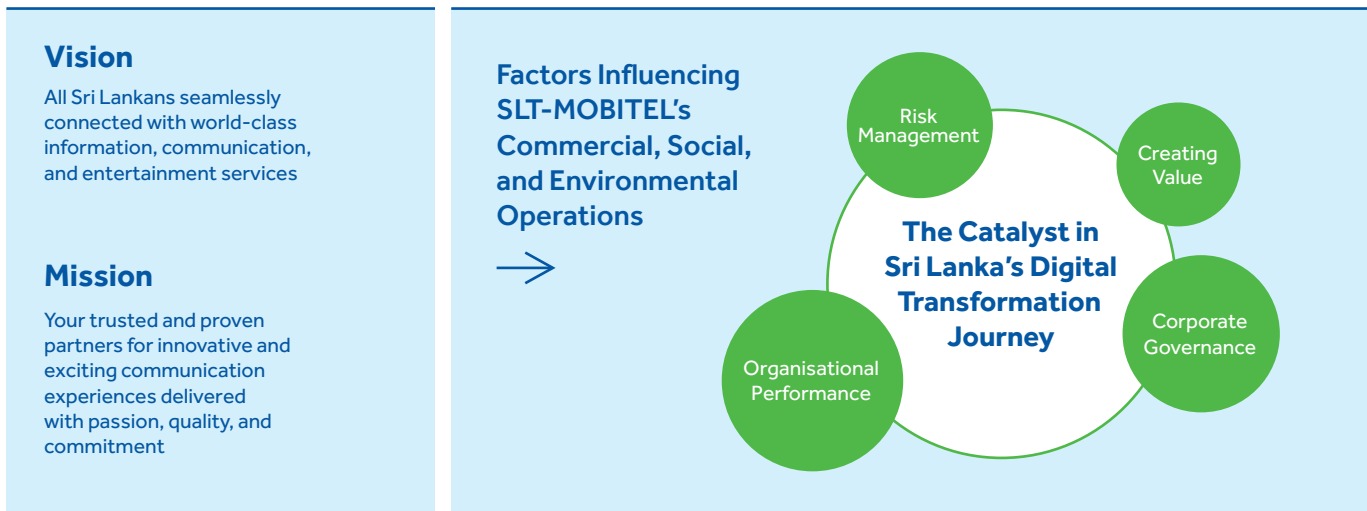 Vision
All Sri Lankans seamlessly
connected with world-class
information, communication,
and entertainment services
Mission
Your trusted and proven
partners for innovative and
exciting communication
experiences delivered
with passion, quality, and
commitment
Factors Influencing
SLT-MOBITEL’s
Commercial, Social,
and Environmental
Operations
Risk
Management
Creating
Value
The Catalyst in
Sri Lanka’s Digital
Transformation
Journey
Corporate
Governance
Organisational
Performance